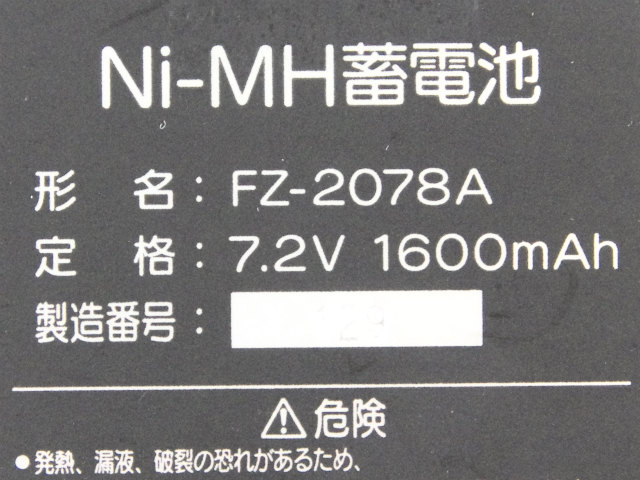 Ni-MH蓄電池
形 名：FZ-2078A
定 格：7.2V 1600mAh
製造番号：
⚠危険
●発熱、漏液、破裂の恐れがあるため、